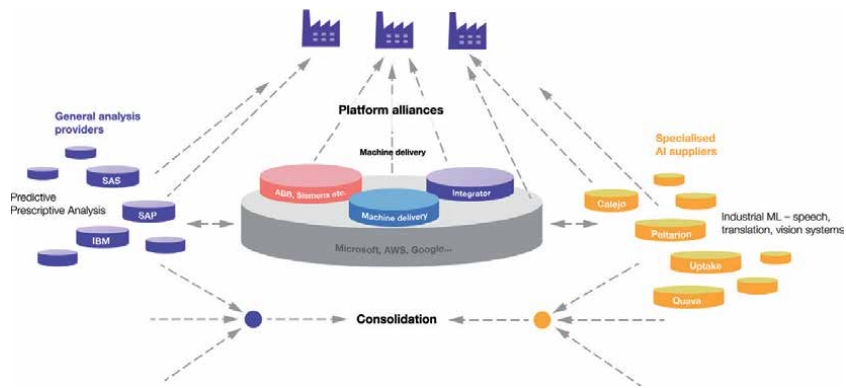 Platform alliances
General analysis
providers
Machine delivery
Specialised
AI suppliers
SAS
ABB, Siemens etc.
Integrator
Predictive
Prescriptive Analysis
SAP
Machine delivery
Calejo
Industrial ML – speech,
translation, vision systems
Peltarion
IBM
Microsoft, AWS, Google...
Uptake
Quava
Consolidation